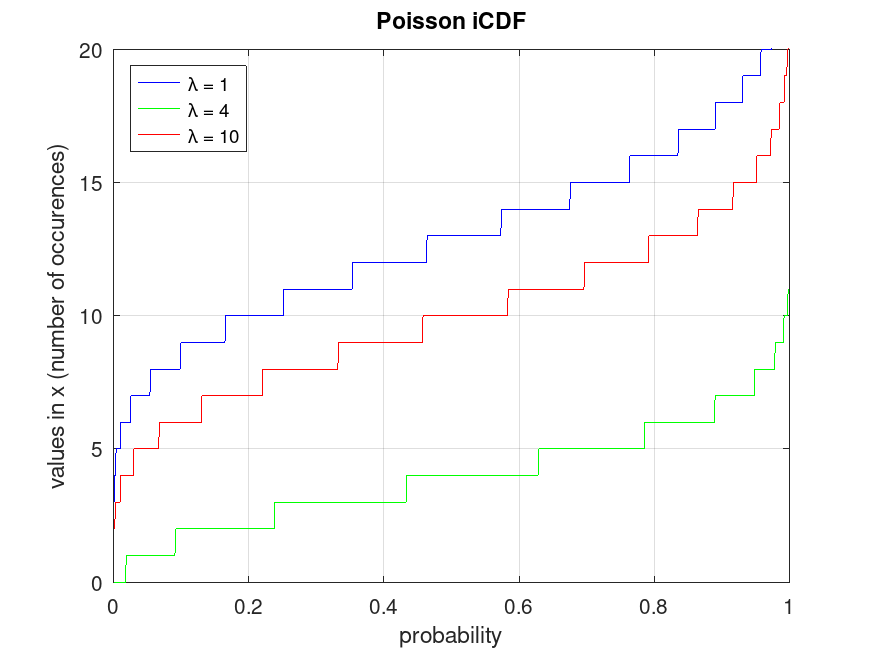 Poisson iCDF
20
15
10
5
0
values in x (number of occurences)
λ = 1
λ = 4
λ = 10
0
0.2
0.4
0.6
0.8
1
probability